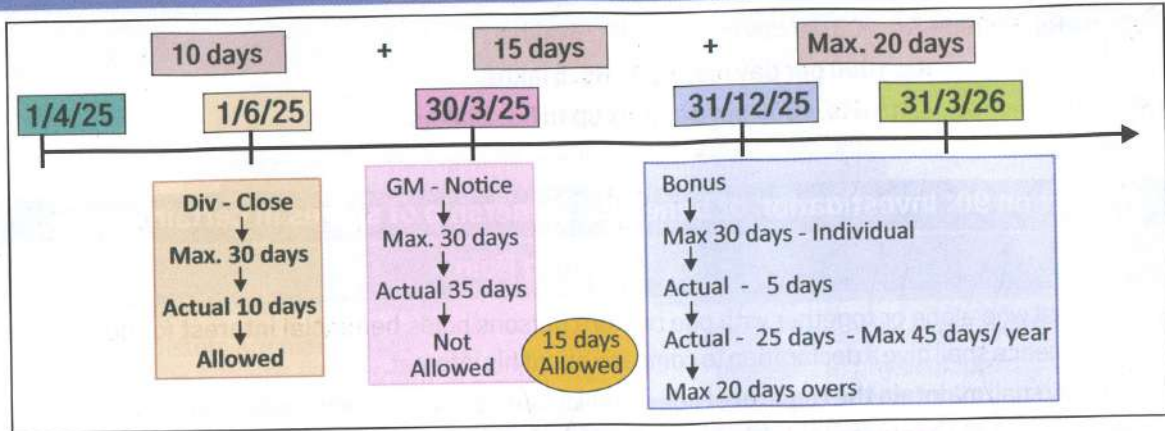 10 days + 15 days + Max. 20 days
1/4/25 1/6/25 30/3/25 31/12/25 31/3/26
Div - Close
Max. 30 days
Actual 10 days
Allowed
GM - Notice
Max. 30 days
Actual 35 days
Not
Allowed
15 days
Allowed
Bonus
Max 30 days - Individual
Actual - 5 days
Actual - 25 days - Max 45 days/ year
Max 20 days overs